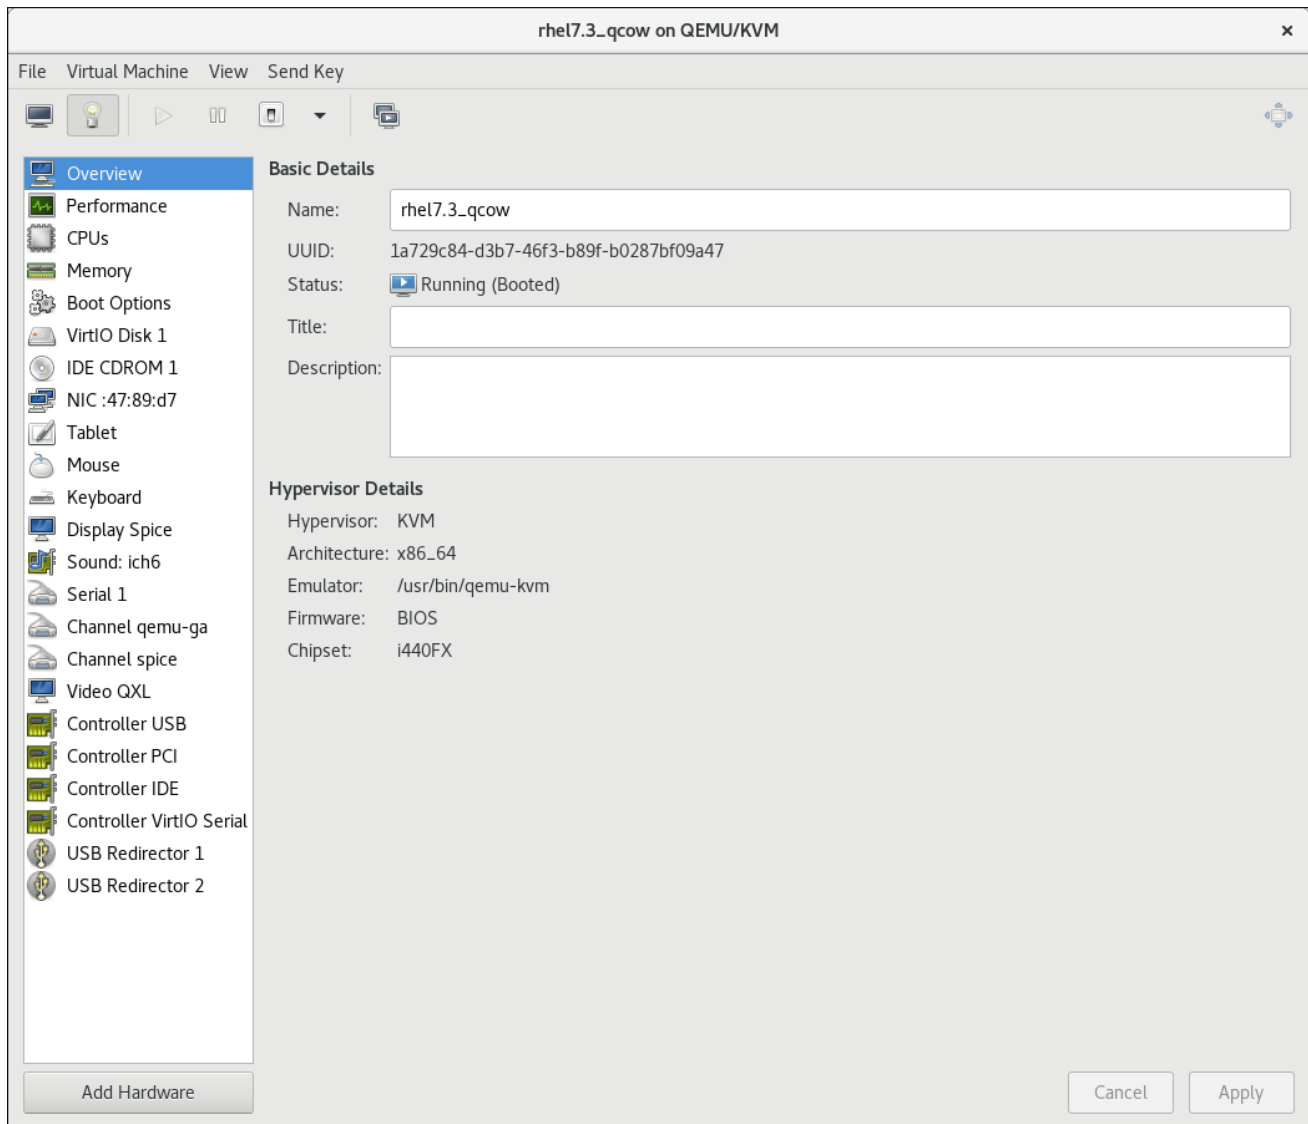 rhel7.3_qcow on QEMU/KVM
File Virtual Machine View Send Key
Overview
Performance
CPUs
Memory
Boot Options
VirtIO Disk 1
IDE CDROM 1
NIC :47:89:d7
Tablet
Mouse
Keyboard
Display Spice
Sound: ich6
Serial 1
Channel qemu-ga
Channel spice
Video QXL
Controller USB
Controller PCI
Controller IDE
Controller VirtIO Serial
USB Redirector 1
USB Redirector 2
Add Hardware
Basic Details
Name: rhel7.3_qcow
UUID: 1a729c84-d3b7-46f3-b89f-b0287bf09a47
Status: Running (Booted)
Title:
Description:
Hypervisor Details
Hypervisor: KVM
Architecture: x86_64
Emulator: /usr/bin/qemu-kvm
Firmware: BIOS
Chipset: i440FX
Cancel Apply